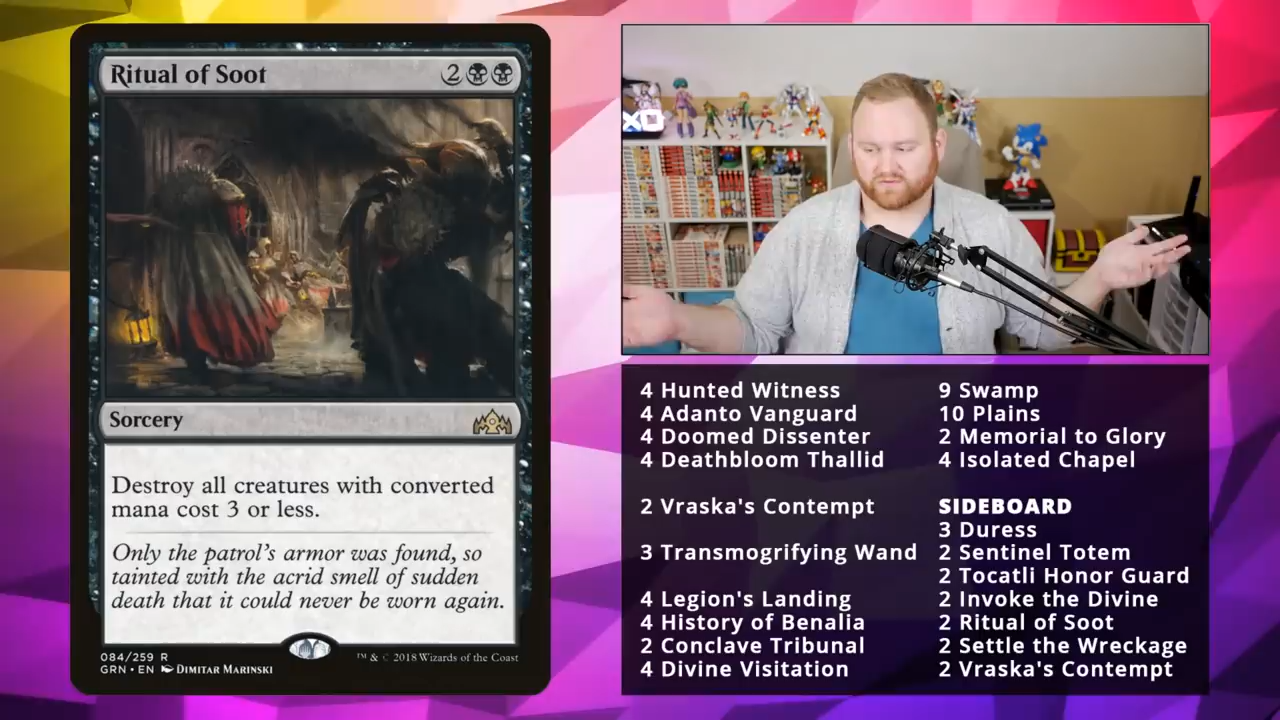 Ritual of Soot
2
Sorcery
Destroy all creatures with converted
mana cost 3 or less.
Only the patrol's armor was found, so
tainted with the acrid smell of sudden
death that it could never be worn again.
084/259 R
GRN • EN DIMITAR MARINSKI
™ & © 2018 Wizards of the Coast
XO
4 Hunted Witness
4 Adanto Vanguard
4 Doomed Dissenter
4 Deathbloom Thallid
2 Vraska's Contempt
3 Transmogrifying Wand
4 Legion's Landing
4 History of Benalia
2 Conclave Tribunal
4 Divine Visitation
9 Swamp
10 Plains
2 Memorial to Glory
4 Isolated Chapel
SIDEBOARD
3 Duress
2 Sentinel Totem
2 Tocatli Honor Guard
2 Invoke the Divine
2 Ritual of Soot
2 Settle the Wreckage
2 Vraska's Contempt